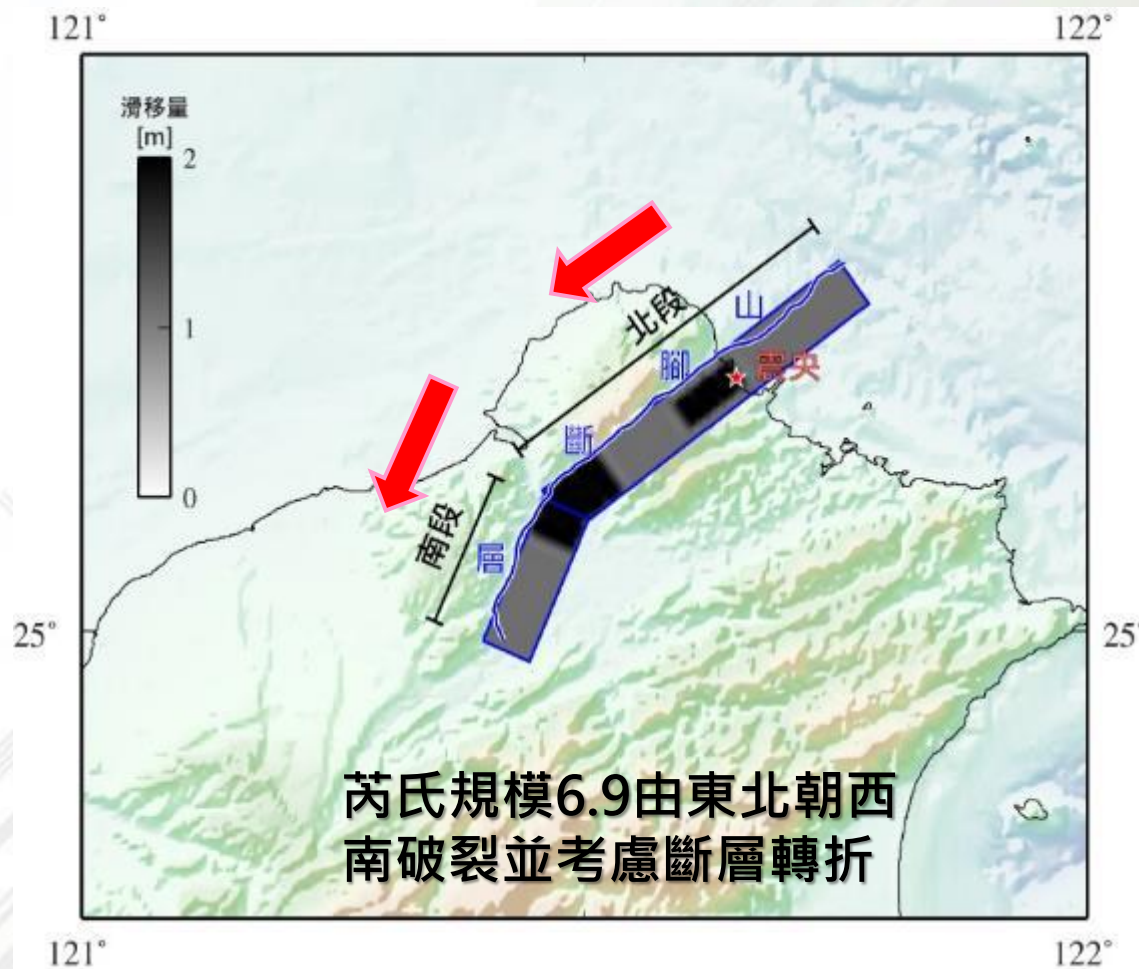 121°
122°
滑移量
[m]
2
1
0
北段
山
腳
震央
斷
南段
層
25°
25°
芮氏規模6.9由東北朝西
南破裂並考慮斷層轉折
121°
122°